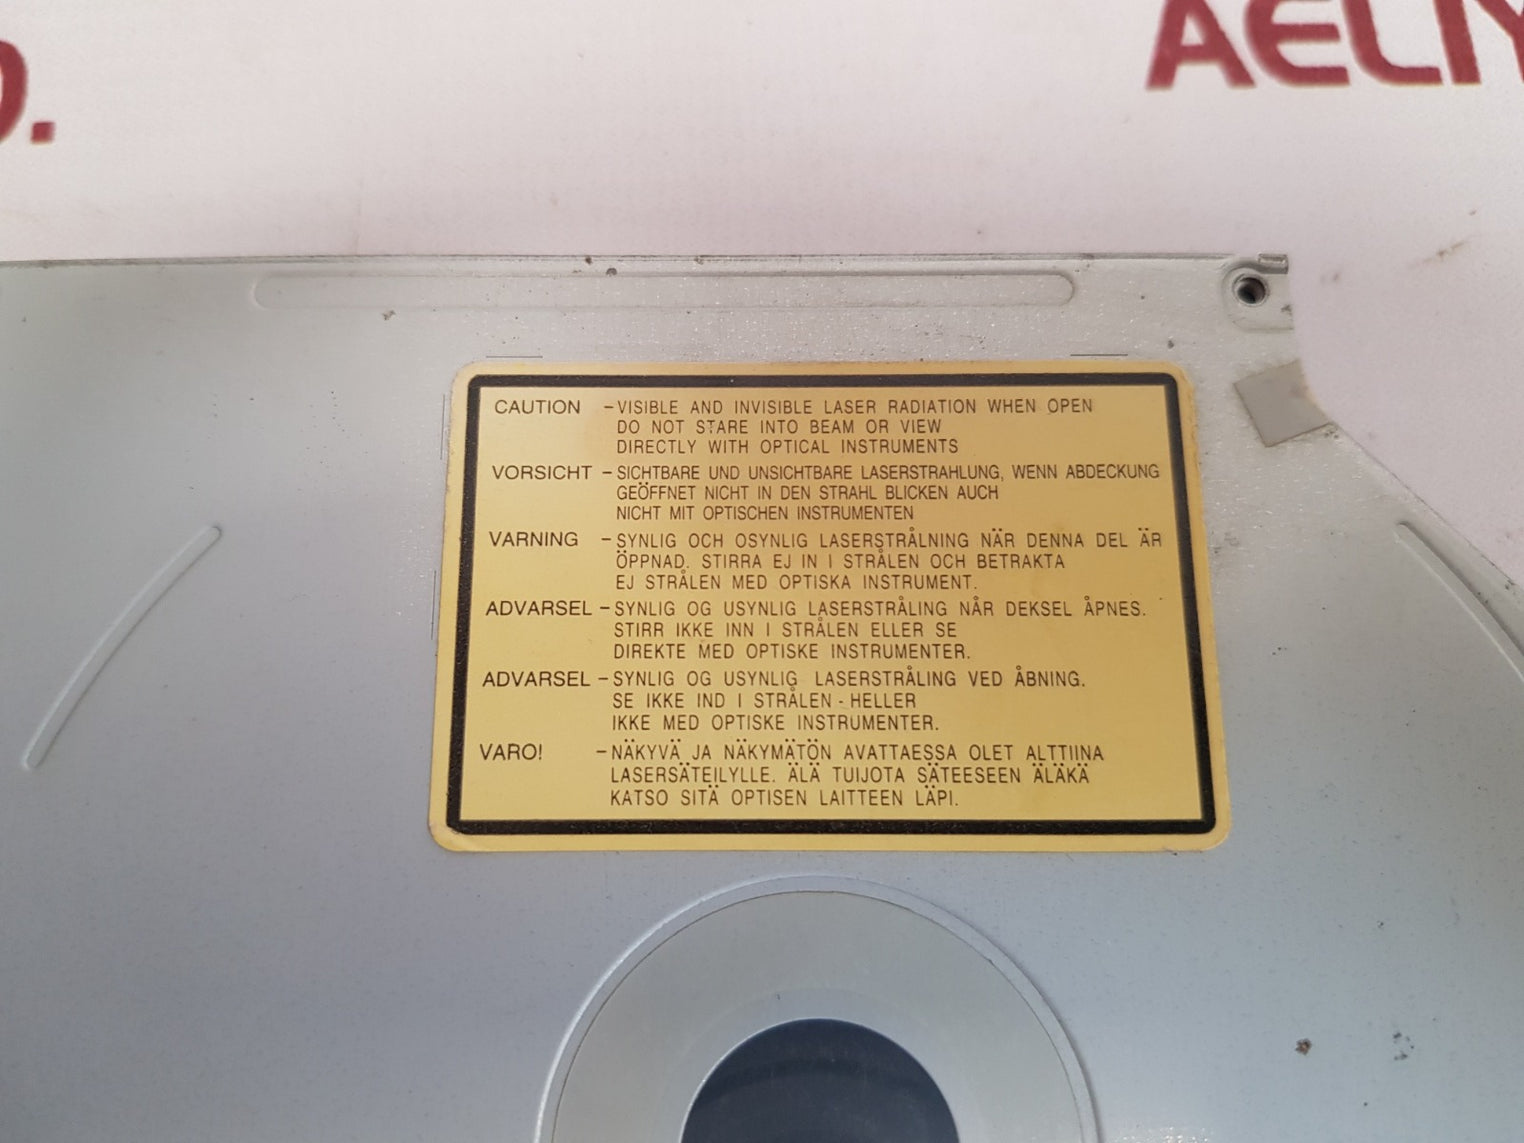 D.
AELIY
CAUTION – VISIBLE AND INVISIBLE LASER RADIATION WHEN OPEN
DO NOT STARE INTO BEAM OR VIEW
DIRECTLY WITH OPTICAL INSTRUMENTS
VORSICHT – SICHTBARE UND UNSICHTBARE LASERSTRAHLUNG, WENN ABDECKUNG
GEÖFFNET NICHT IN DEN STRAHL BLICKEN AUCH
NICHT MIT OPTISCHEN INSTRUMENTEN
VARNING – SYNLIG OCH OSYNLIG LASERSTRÅLNING NÄR DENNA DEL ÄR
ÖPPNAD. STIRRA EJ IN I STRÅLEN OCH BETRAKTA
EJ STRÅLEN MED OPTISKA INSTRUMENT.
ADVARSEL – SYNLIG OG USYNLIG LASERSTRÅLING NÅR DEKSEL ÅPNES.
STIRR IKKE INN I STRÅLEN ELLER SE
DIREKTE MED OPTISKE INSTRUMENTER.
ADVARSEL – SYNLIG OG USYNLIG LASERSTRÅLING VED ÅBNING.
SE IKKE IND I STRÅLEN - HELLER
IKKE MED OPTISKE INSTRUMENTER.
VARO! – NÄKYVÄ JA NÄKYMÄTÖN AVATTAESSA OLET ALTTIINA
LASERSÄTEILYLLE. ÄLÄ TUIJOTA SÄTEESEEN ÄLÄKÄ
KATSO SITÄ OPTISEN LAITTEEN LÄPI.